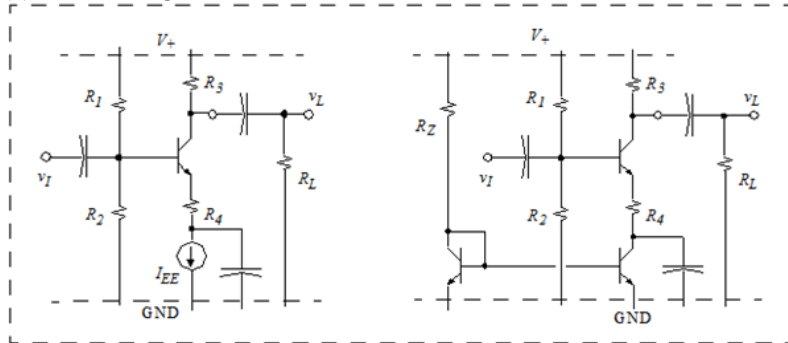 V+
R3
R1
vL
vI
RL
R2
R4
IEE
GND
V+
R3
R1
vL
RZ
vI
RL
R2
R4
GND